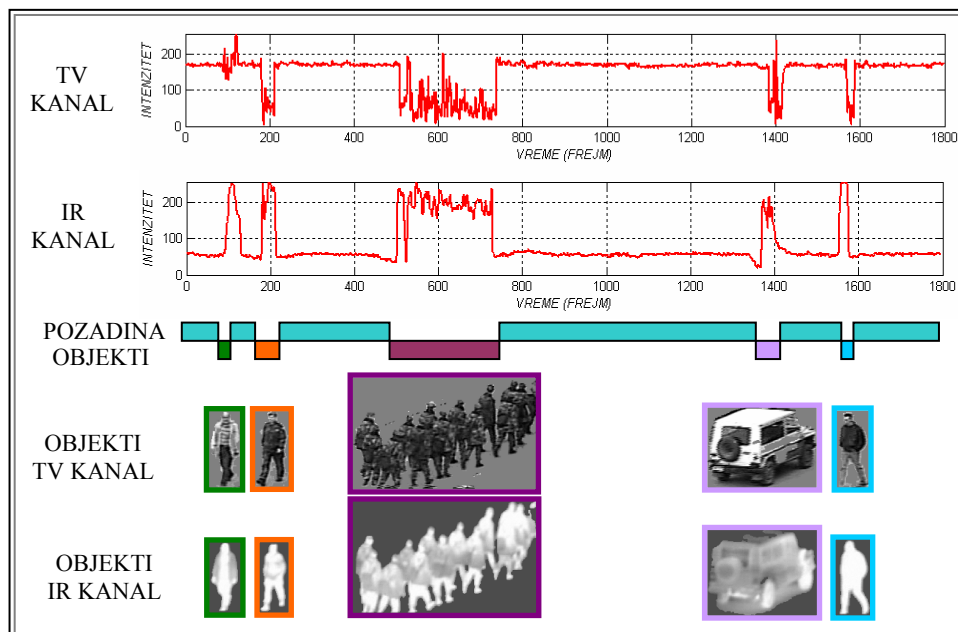 TV
KANAL
INTENZITET
200
100
0
0 200 400 600 800 1000 1200 1400 1600 1800
VREME (FREJM)
IR
KANAL
INTENZITET
200
100
0
0 200 400 600 800 1000 1200 1400 1600 1800
VREME (FREJM)
POZADINA
OBJEKTI
OBJEKTI
TV KANAL
OBJEKTI
IR KANAL